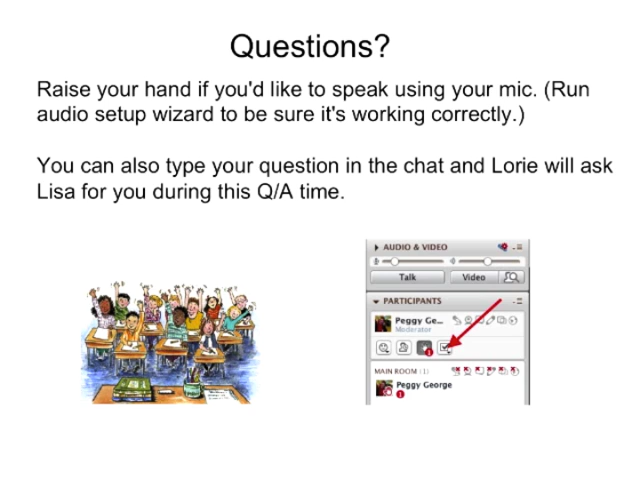 Questions?
Raise your hand if you'd like to speak using your mic. (Run
audio setup wizard to be sure it's working correctly.)
You can also type your question in the chat and Lorie will ask
Lisa for you during this Q/A time.
AUDIO & VIDEO
Talk Video
PARTICIPANTS
Peggy Ge...
Moderator
1
MAIN ROOM (1)
Peggy George
1